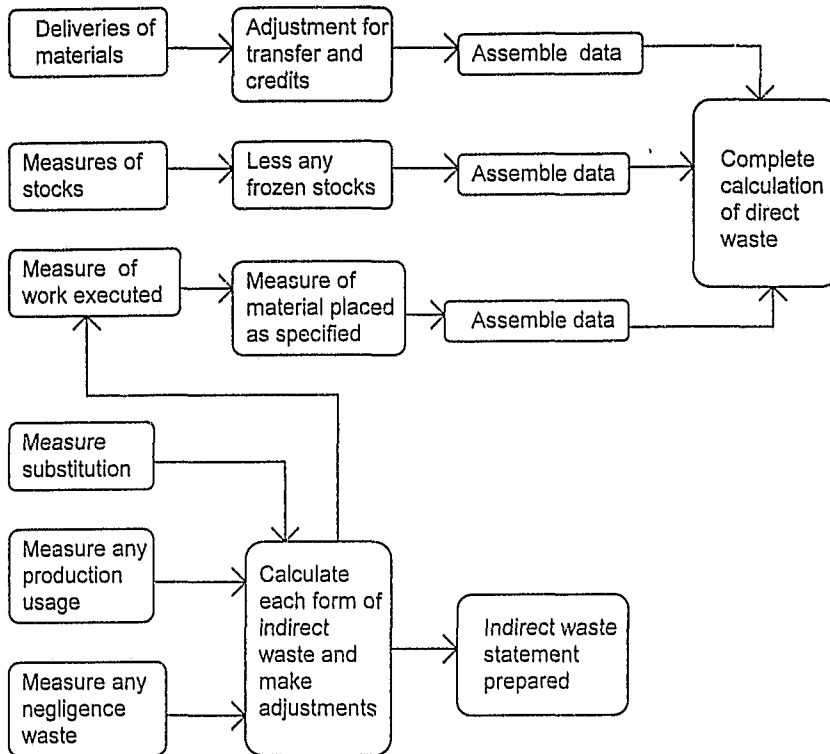 Deliveries of
materials
Adjustment for
transfer and
credits
Assemble data
Measures of
stocks
Less any
frozen stocks
Assemble data
Complete
calculation
of direct
waste
Measure of
work executed
Measure of
material placed
as specified
Assemble data
Measure
substitution
Measure any
production
usage
Calculate
each form of
indirect
waste and
make
adjustments
Indirect waste
statement
prepared
Measure any
negligence
waste